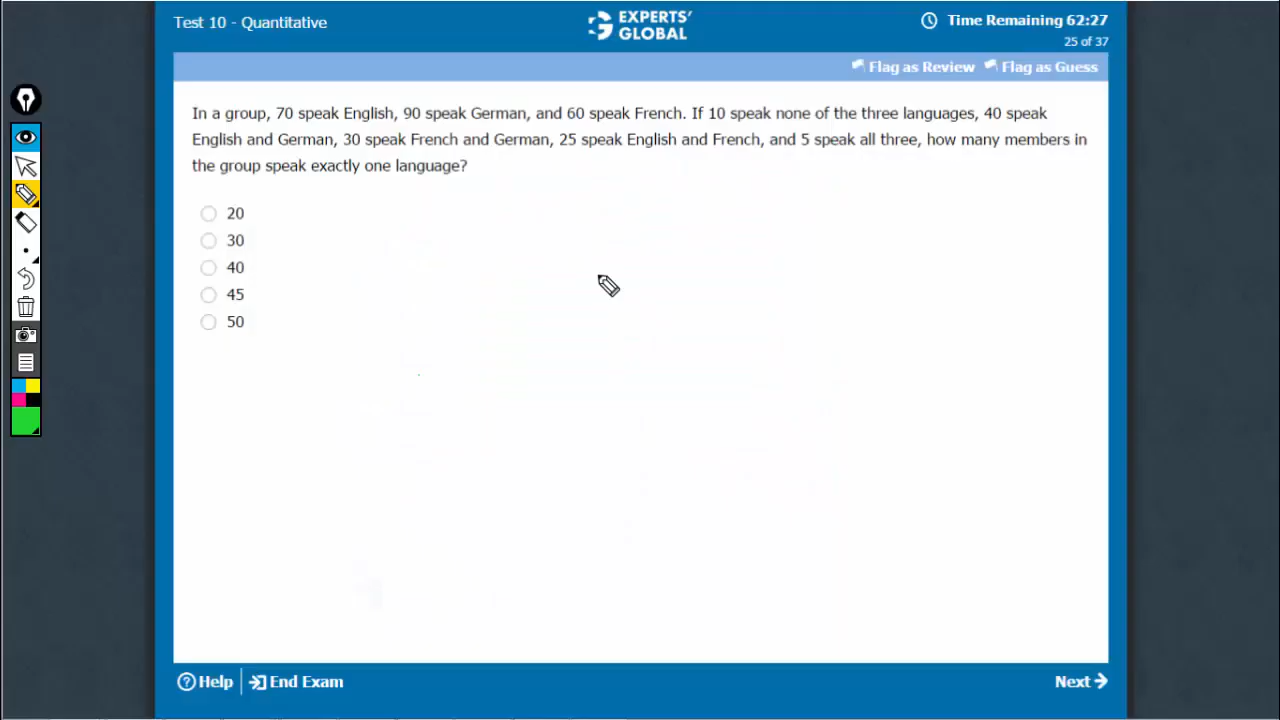 Test 10 - Quantitative
EXPERTS'
GLOBAL
Time Remaining 62:27
25 of 37
Flag as Review
Flag as Guess
In a group, 70 speak English, 90 speak German, and 60 speak French. If 10 speak none of the three languages, 40 speak
English and German, 30 speak French and German, 25 speak English and French, and 5 speak all three, how many members in
the group speak exactly one language?
20
30
40
45
50
Help
End Exam
Next